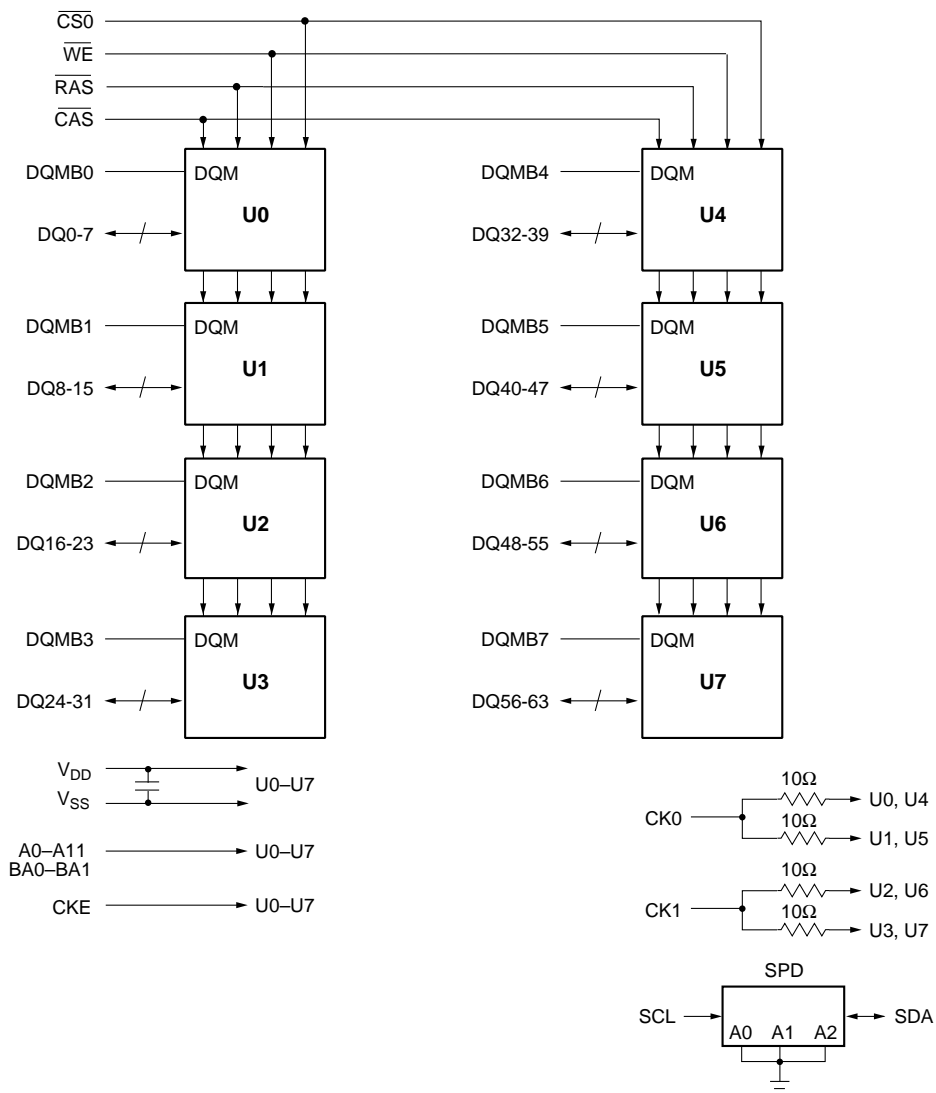 CS0
WE
RAS
CAS
DQMB0
DQM
U0
DQ0-7
DQMB4
DQM
U4
DQ32-39
DQMB1
DQM
U1
DQ8-15
DQMB5
DQM
U5
DQ40-47
DQMB2
DQM
U2
DQ16-23
DQMB6
DQM
U6
DQ48-55
DQMB3
DQM
U3
DQ24-31
DQMB7
DQM
U7
DQ56-63
VDD
VSS
U0–U7
A0–A11
BA0–BA1
U0–U7
CKE
U0–U7
CK0
10Ω
U0, U4
10Ω
U1, U5
CK1
10Ω
U2, U6
10Ω
U3, U7
SPD
SCL
SDA
A0 A1 A2